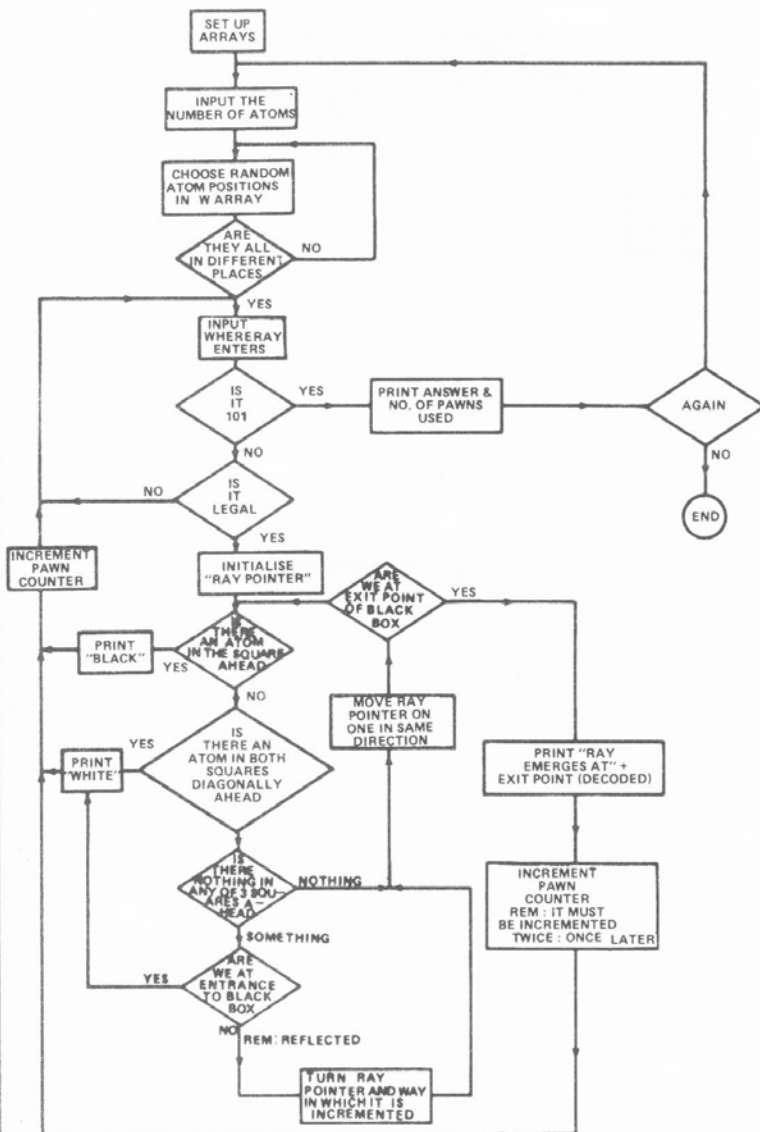 SET UP
ARRAYS
INPUT THE
NUMBER OF ATOMS
CHOOSE RANDOM
ATOM POSITIONS
IN W ARRAY
ARE
THEY ALL
IN DIFFERENT
PLACES
NO
YES
INPUT
WHERERAY
ENTERS
IS
IT
101
YES
PRINT ANSWER &
NO. OF PAWNS
USED
AGAIN
NO
END
NO
IS
IT
LEGAL
NO
YES
INCREMENT
PAWN
COUNTER
INITIALISE
"RAY POINTER"
ARE
WE AT
EXIT POINT
OF BLACK
BOX
YES
IS
THERE
AN ATOM
IN THE SQUARE
AHEAD
YES
PRINT
"BLACK"
NO
MOVE RAY
POINTER ON
ONE IN SAME
DIRECTION
IS
THERE AN
ATOM IN BOTH
SQUARES
DIAGONALLY
AHEAD
YES
PRINT
"WHITE"
PRINT "RAY
EMERGES AT" +
EXIT POINT (DECODED)
IS
THERE
NOTHING IN
ANY OF 3 SQU-
ARES A-
HEAD
NOTHING
SOMETHING
INCREMENT
PAWN
COUNTER
REM : IT MUST
BE INCREMENTED
TWICE : ONCE LATER
ARE
WE AT
ENTRANCE
TO BLACK
BOX
YES
NO
REM : REFLECTED
TURN RAY
POINTER AND WAY
IN WHICH IT IS
INCREMENTED